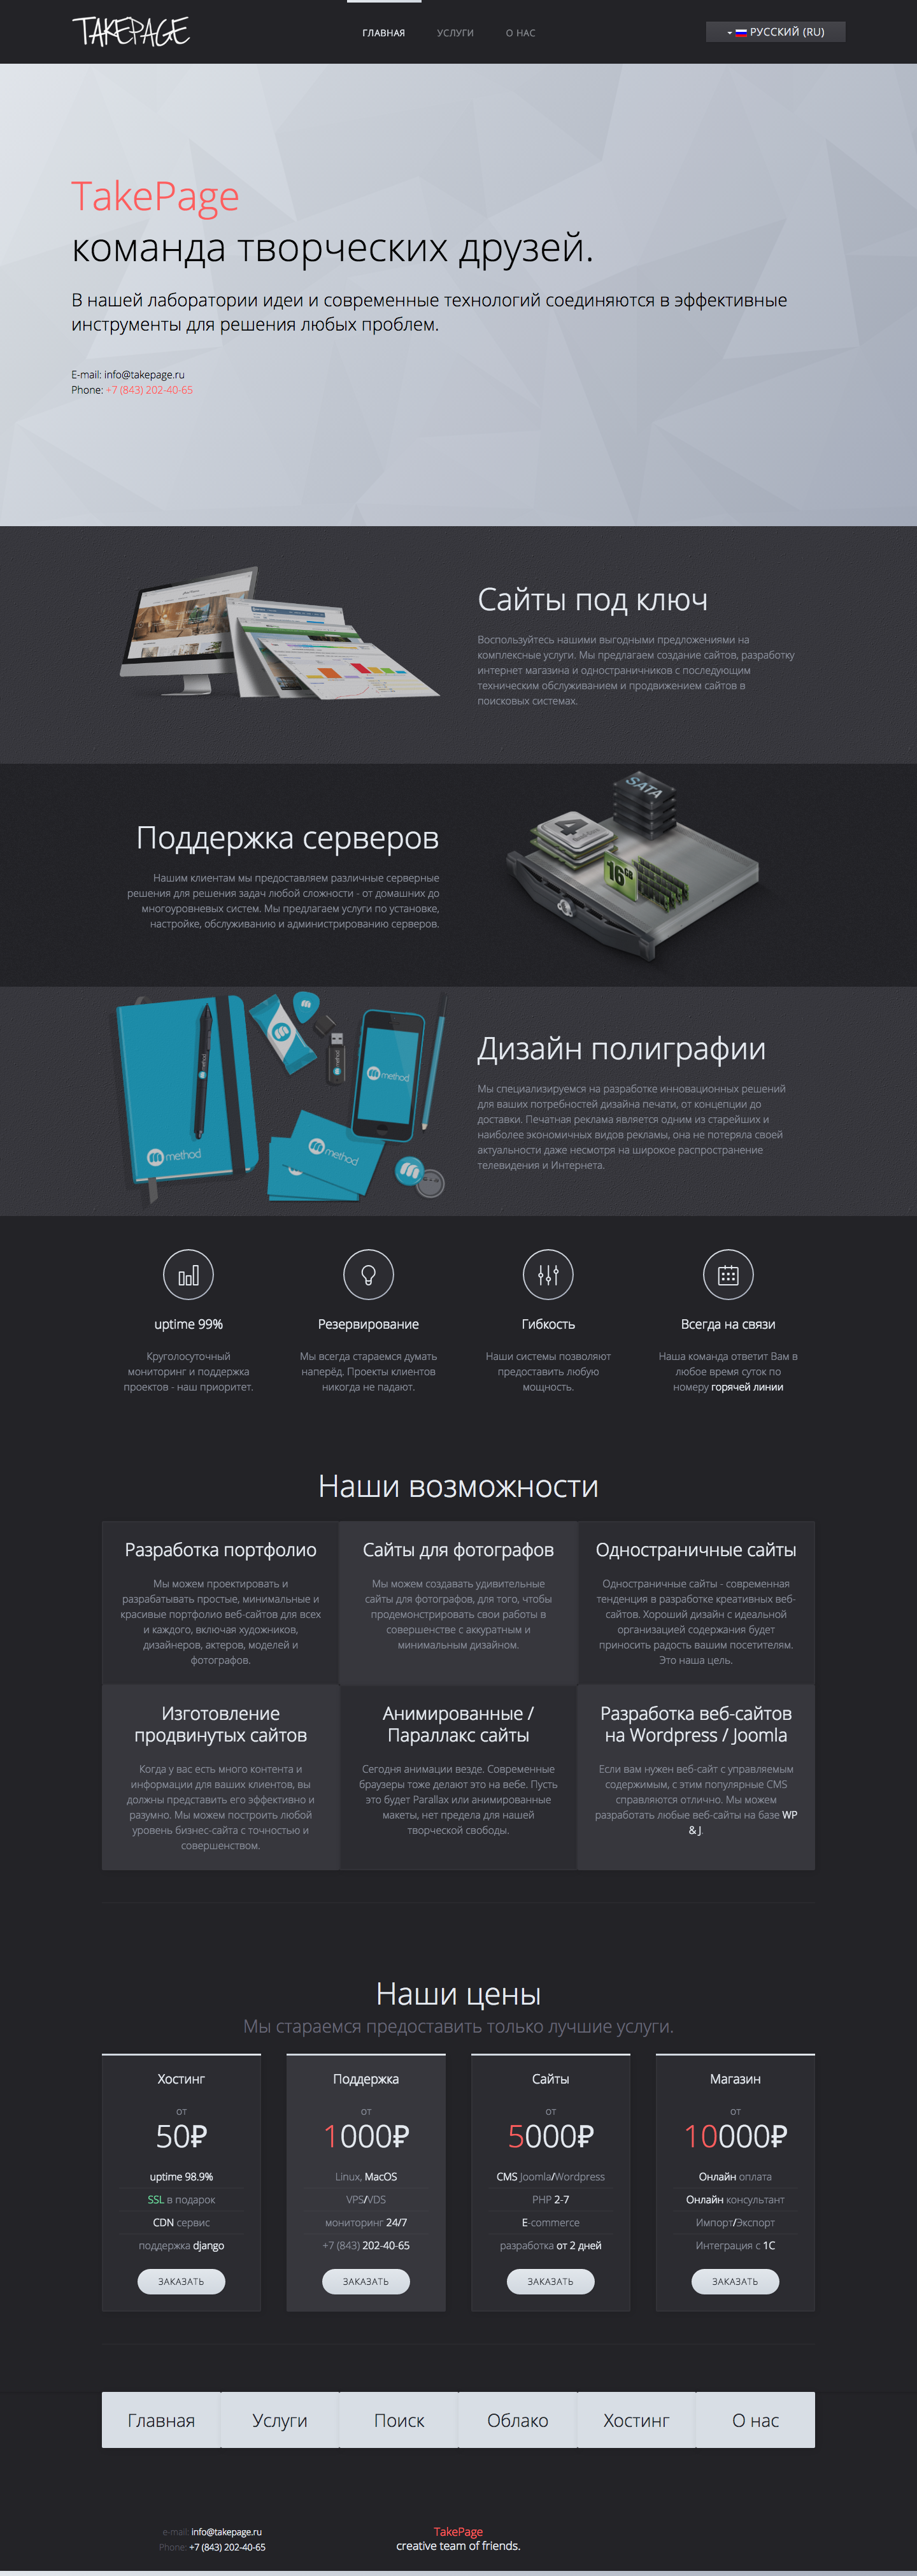 TAKEPAGE
ГЛАВНАЯ УСЛУГИ О НАС
РУССКИЙ (RU)
TakePage
команда творческих друзей.
В нашей лаборатории идеи и современные технологий соединяются в эффективные
инструменты для решения любых проблем.
E-mail: info@takepage.ru
Phone: +7 (843) 202-40-65
Сайты под ключ
Воспользуйтесь нашими выгодными предложениями на
комплексные услуги. Мы предлагаем создание сайтов, разработку
интернет магазина и одностраничников с последующим
техническим обслуживанием и продвижением сайтов в
поисковых системах.
SATA
4
16GB
Поддержка серверов
Нашим клиентам мы предоставляем различные серверные
решения для решения задач любой сложности - от домашних до
многоуровневых систем. Мы предлагаем услуги по установке,
настройке, обслуживанию и администрированию серверов.
method
method
method
method
Дизайн полиграфии
Мы специализируемся на разработке инновационных решений
для ваших потребностей дизайна печати, от концепции до
доставки. Печатная реклама является одним из старейших и
наиболее экономичных видов рекламы, она не потеряла своей
актуальности даже несмотря на широкое распространение
телевидения и Интернета.
uptime 99%
Круголосуточный
мониторинг и поддержка
проектов - наш приоритет.
Резервирование
Мы всегда стараемся думать
наперёд. Проекты клиентов
никогда не падают.
Гибкость
Наши системы позволяют
предоставить любую
мощность.
Всегда на связи
Наша команда ответит Вам в
любое время суток по
номеру горячей линии
Наши возможности
Разработка портфолио
Мы можем проектировать и
разрабатывать простые, минимальные и
красивые портфолио веб-сайтов для всех
и каждого, включая художников,
дизайнеров, актеров, моделей и
фотографов.
Сайты для фотографов
Мы можем создавать удивительные
сайты для фотографов, для того, чтобы
продемонстрировать свои работы в
совершенстве с аккуратным и
минимальным дизайном.
Одностраничные сайты
Одностраничные сайты - современная
тенденция в разработке креативных веб-
сайтов. Хороший дизайн с идеальной
организацией содержания будет
приносить радость вашим посетителям.
Это наша цель.
Изготовление
продвинутых сайтов
Когда у вас есть много контента и
информации для ваших клиентов, вы
должны представить его эффективно и
разумно. Мы можем построить любой
уровень бизнес-сайта с точностью и
совершенством.
Анимированные /
Параллакс сайты
Сегодня анимации везде. Современные
браузеры тоже делают это на вебе. Пусть
это будет Parallax или анимированные
макеты, нет предела для нашей
творческой свободы.
Разработка веб-сайтов
на Wordpress / Joomla
Если вам нужен веб-сайт с управляемым
содержимым, с этим популярные CMS
справляются отлично. Мы можем
разработать любые веб-сайты на базе WP
& J.
Наши цены
Мы стараемся предоставить только лучшие услуги.
Хостинг
от
50₽
uptime 98.9%
SSL в подарок
CDN сервис
поддержка django
ЗАКАЗАТЬ
Поддержка
от
1000₽
Linux, MacOS
VPS/VDS
мониторинг 24/7
+7 (843) 202-40-65
ЗАКАЗАТЬ
Сайты
от
5000₽
CMS Joomla/Wordpress
PHP 2-7
E-commerce
разработка от 2 дней
ЗАКАЗАТЬ
Магазин
от
10000₽
Онлайн оплата
Онлайн консультант
Импорт/Экспорт
Интеграция с 1С
ЗАКАЗАТЬ
Главная Услуги Поиск Облако Хостинг О нас
e-mail: info@takepage.ru
Phone: +7 (843) 202-40-65
TakePage
creative team of friends.